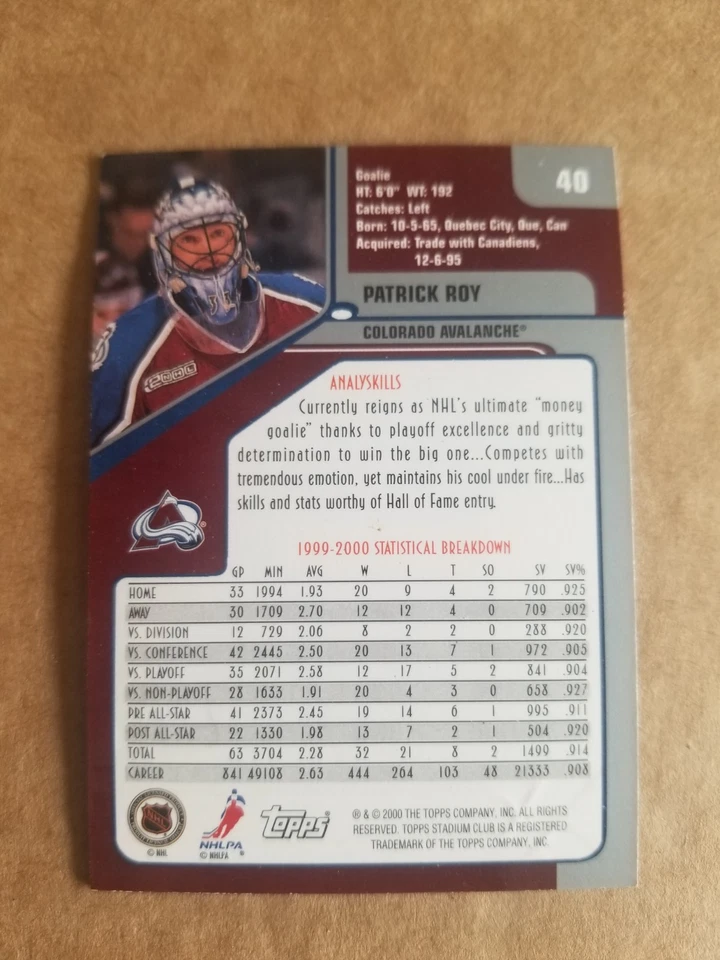 40
Goalie
HT: 6'0" WT: 192
Catches: Left
Born: 10-5-65, Quebec City, Que, Can
Acquired: Trade with Canadiens,
12-6-95
PATRICK ROY
COLORADO AVALANCHE®
2000
ANALYSKILLS
Currently reigns as NHL's ultimate "money
goalie" thanks to playoff excellence and gritty
determination to win the big one...Competes with
tremendous emotion, yet maintains his cool under fire...Has
skills and stats worthy of Hall of Fame entry.
1999-2000 STATISTICAL BREAKDOWN
GP MIN AVG W L T SO SV SV%
HOME 33 1994 1.93 20 9 4 2 790 .925
AWAY 30 1709 2.70 12 12 4 0 709 .902
VS. DIVISION 12 729 2.06 8 2 2 0 288 .920
VS. CONFERENCE 42 2445 2.50 20 13 7 1 972 .905
VS. PLAYOFF 35 2071 2.58 12 17 5 2 841 .904
VS. NON-PLAYOFF 28 1633 1.91 20 4 3 0 658 .927
PRE ALL-STAR 41 2373 2.45 19 14 6 1 995 .911
POST ALL-STAR 22 1330 1.98 13 7 2 1 504 .920
TOTAL 63 3704 2.28 32 21 8 2 1499 .914
CAREER 841 49108 2.63 444 264 103 48 21333 .908
NHL
© NHL
NHLPA
© NHLPA
TOPPS
® & © 2000 THE TOPPS COMPANY, INC. ALL RIGHTS
RESERVED. TOPPS STADIUM CLUB IS A REGISTERED
TRADEMARK OF THE TOPPS COMPANY, INC.